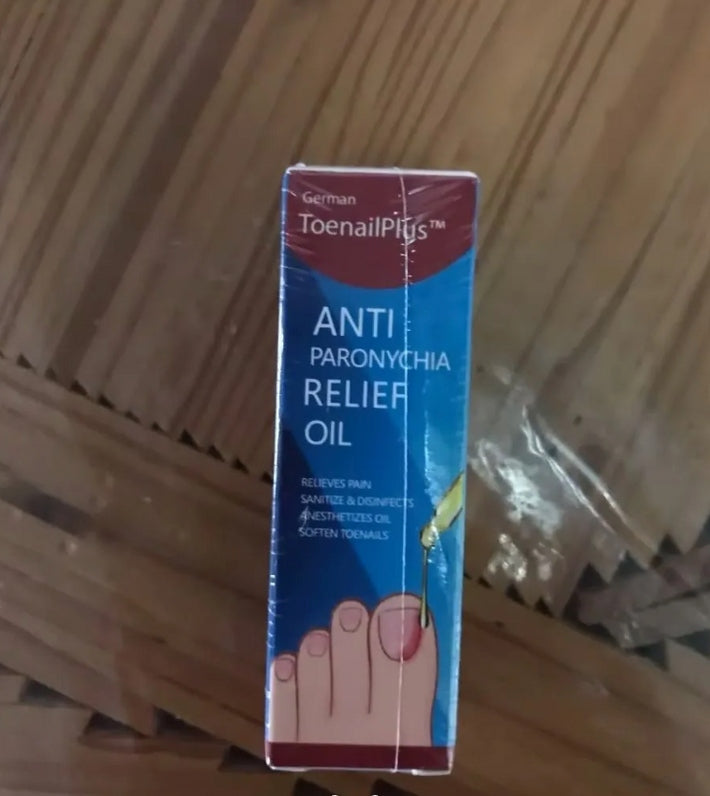 German
ToenailPlus™
ANTI
PARONYCHIA
RELIEF
OIL
RELIEVES PAIN
SANITIZE & DISINFECTS
ANESTHETIZES OIL
SOFTEN TOENAILS